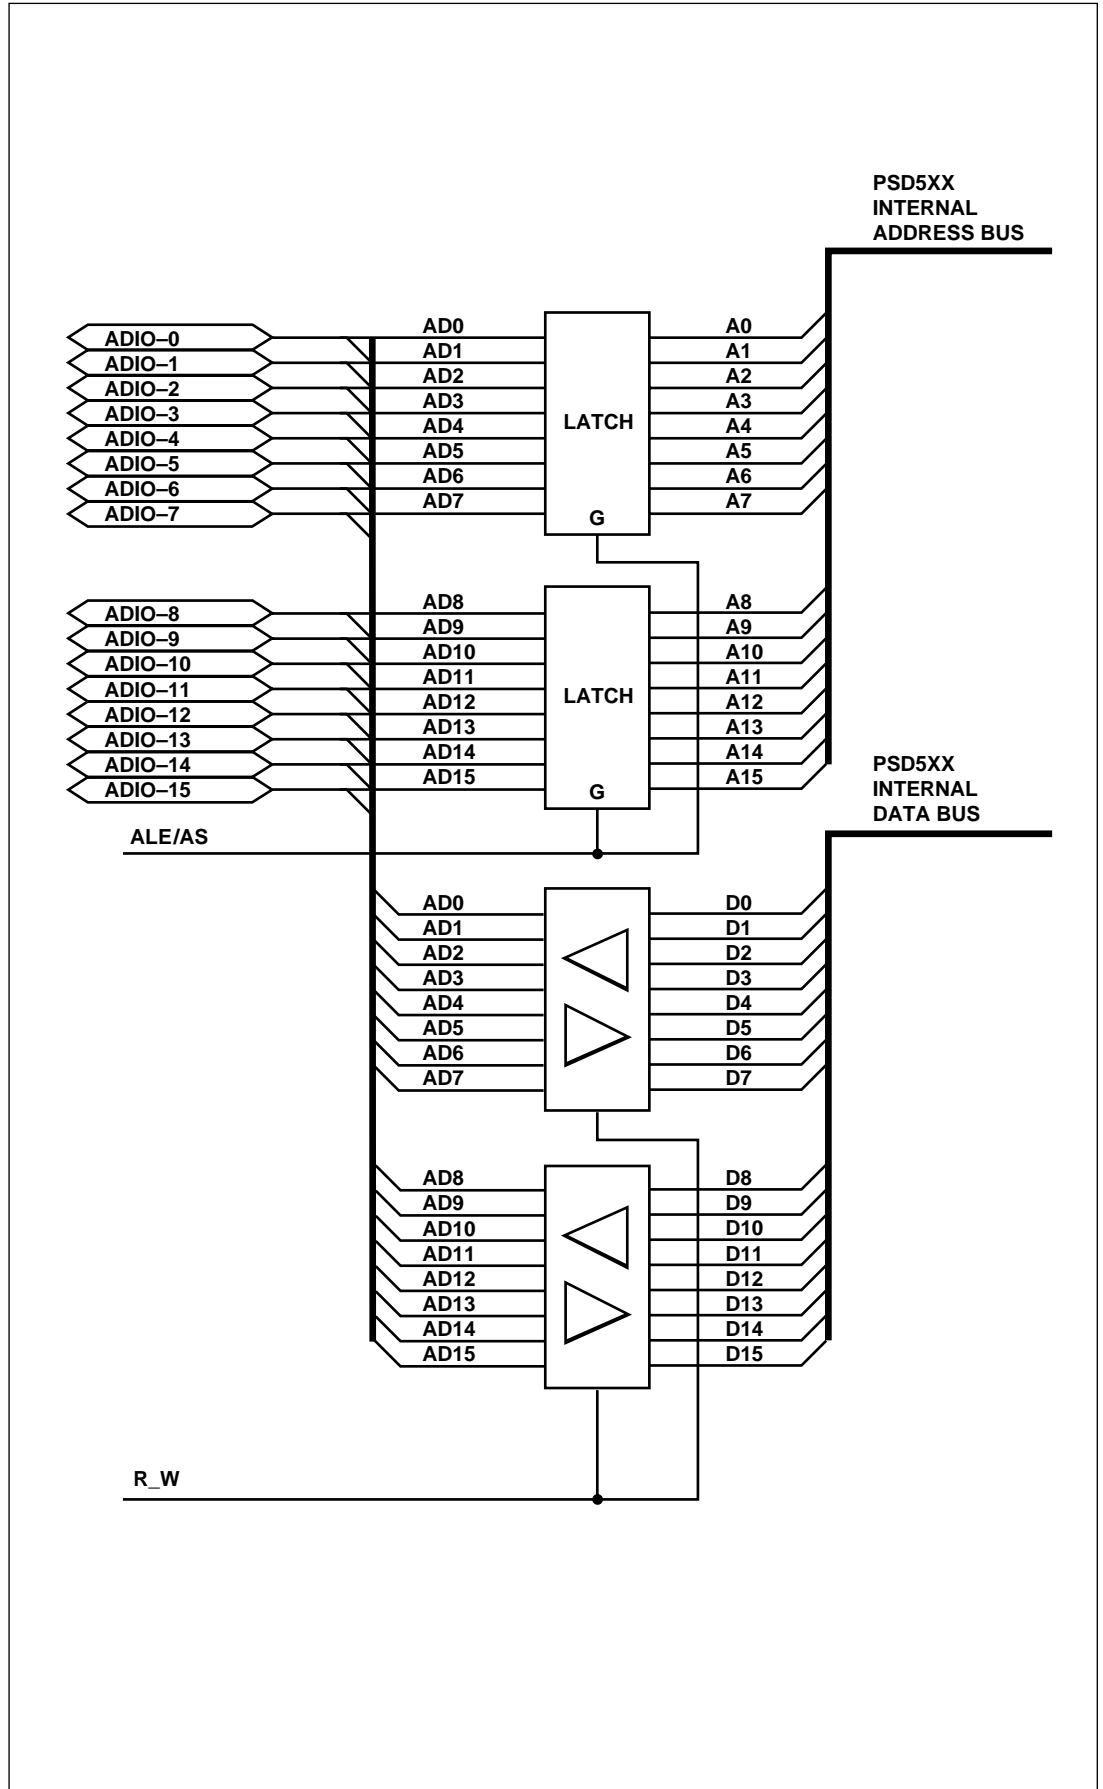 PSD5XX
INTERNAL
ADDRESS BUS
ADIO–0
ADIO–1
ADIO–2
ADIO–3
ADIO–4
ADIO–5
ADIO–6
ADIO–7
AD0
AD1
AD2
AD3
AD4
AD5
AD6
AD7
LATCH
G
A0
A1
A2
A3
A4
A5
A6
A7
ADIO–8
ADIO–9
ADIO–10
ADIO–11
ADIO–12
ADIO–13
ADIO–14
ADIO–15
AD8
AD9
AD10
AD11
AD12
AD13
AD14
AD15
LATCH
G
A8
A9
A10
A11
A12
A13
A14
A15
ALE/AS
PSD5XX
INTERNAL
DATA BUS
AD0
AD1
AD2
AD3
AD4
AD5
AD6
AD7
D0
D1
D2
D3
D4
D5
D6
D7
AD8
AD9
AD10
AD11
AD12
AD13
AD14
AD15
D8
D9
D10
D11
D12
D13
D14
D15
R_W